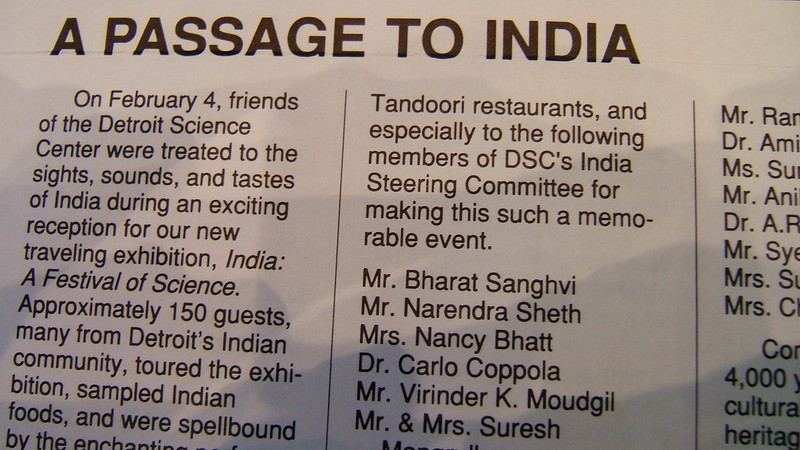 A PASSAGE TO INDIA
On February 4, friends
of the Detroit Science
Center were treated to the
sights, sounds, and tastes
of India during an exciting
reception for our new
traveling exhibition, India:
A Festival of Science.
Approximately 150 guests,
many from Detroit's Indian
community, toured the exhi-
bition, sampled Indian
foods, and were spellbound
by the enchanting
Tandoori restaurants, and
especially to the following
members of DSC's India
Steering Committee for
making this such a memo-
rable event.
Mr. Bharat Sanghvi
Mr. Narendra Sheth
Mrs. Nancy Bhatt
Dr. Carlo Coppola
Mr. Virinder K. Moudgil
Mr. & Mrs. Suresh
Mr.
Dr.
Ms.
Mr.
Dr. A.R
Mr.
Mrs.
Mrs.
4,000